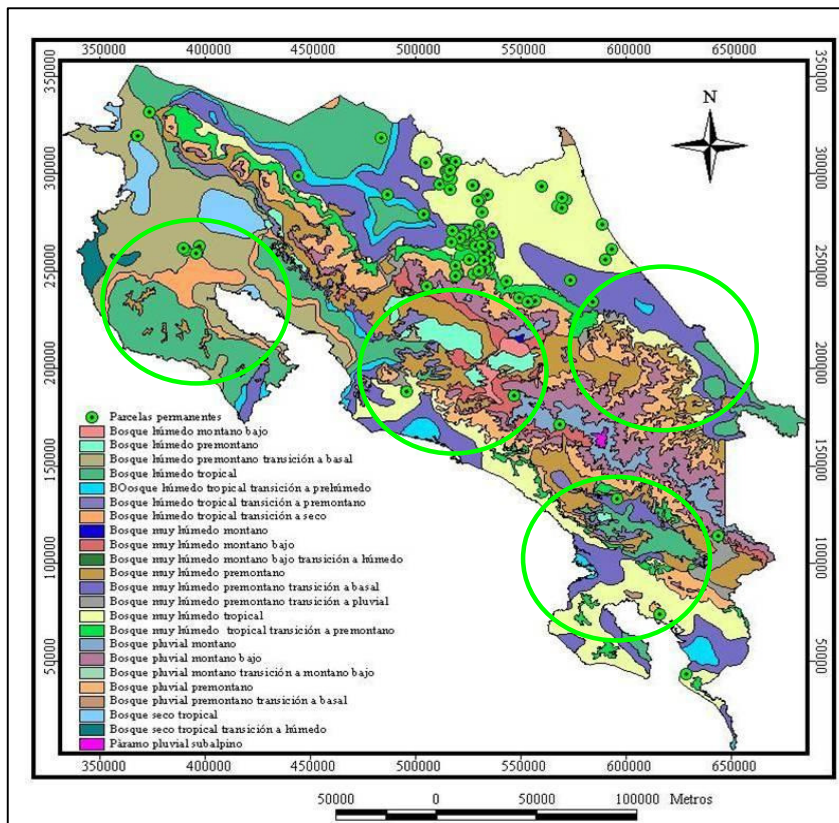 350000 400000 450000 500000 550000 600000 650000
350000 350000
300000 300000
250000 250000
200000 200000
150000 150000
100000 100000
50000 50000
N
Parcelas permanentes
Bosque húmedo montano bajo
Bosque húmedo premontano
Bosque húmedo premontano transición a basal
Bosque húmedo tropical
BOosque húmedo tropical transición a prehúmedo
Bosque húmedo tropical transición a premontano
Bosque húmedo tropical transición a seco
Bosque muy húmedo montano
Bosque muy húmedo montano bajo
Bosque muy húmedo montano bajo transición a húmedo
Bosque muy húmedo premontano
Bosque muy húmedo premontano transición a basal
Bosque muy húmedo premontano transición a pluvial
Bosque muy húmedo tropical
Bosque muy húmedo tropical transición a premontano
Bosque pluvial montano
Bosque pluvial montano bajo
Bosque pluvial montano transición a montano bajo
Bosque pluvial premontano
Bosque pluvial premontano transición a basal
Bosque seco tropical
Bosque seco tropical transición a húmedo
Páramo pluvial subalpino
350000 400000 450000 500000 550000 600000 650000
50000 0 50000 100000 Metros